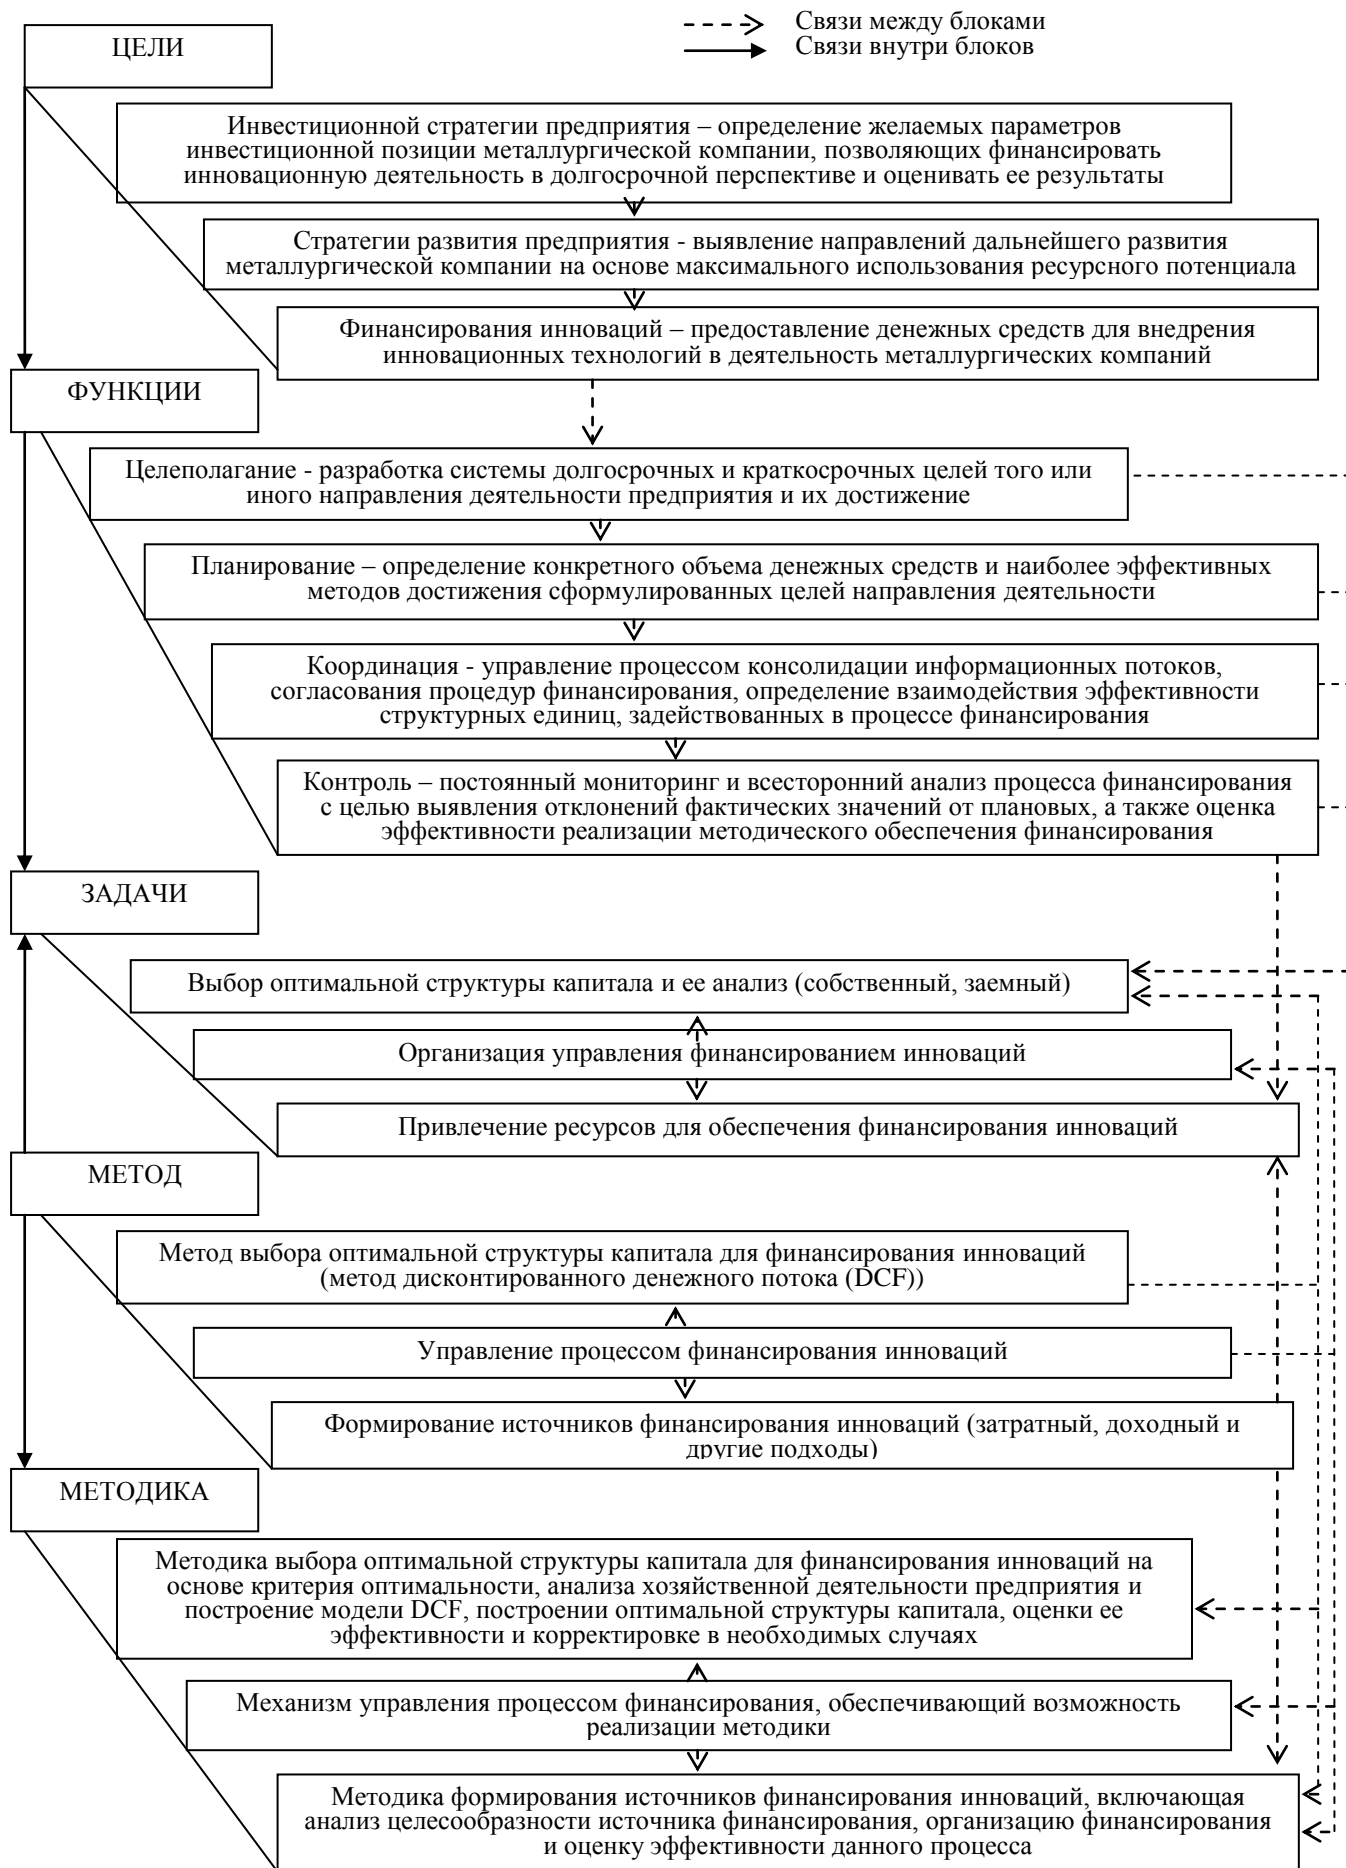 Связи между блоками
Связи внутри блоков
ЦЕЛИ
Инвестиционной стратегии предприятия – определение желаемых параметров
инвестиционной позиции металлургической компании, позволяющих финансировать
инновационную деятельность в долгосрочной перспективе и оценивать ее результаты
Стратегии развития предприятия - выявление направлений дальнейшего развития
металлургической компании на основе максимального использования ресурсного потенциала
Финансирования инноваций – предоставление денежных средств для внедрения
инновационных технологий в деятельность металлургических компаний
ФУНКЦИИ
Целеполагание - разработка системы долгосрочных и краткосрочных целей того или
иного направления деятельности предприятия и их достижение
Планирование – определение конкретного объема денежных средств и наиболее эффективных
методов достижения сформулированных целей направления деятельности
Координация - управление процессом консолидации информационных потоков,
согласования процедур финансирования, определение взаимодействия эффективности
структурных единиц, задействованных в процессе финансирования
Контроль – постоянный мониторинг и всесторонний анализ процесса финансирования
с целью выявления отклонений фактических значений от плановых, а также оценка
эффективности реализации методического обеспечения финансирования
ЗАДАЧИ
Выбор оптимальной структуры капитала и ее анализ (собственный, заемный)
Организация управления финансированием инноваций
Привлечение ресурсов для обеспечения финансирования инноваций
МЕТОД
Метод выбора оптимальной структуры капитала для финансирования инноваций
(метод дисконтированного денежного потока (DCF))
Управление процессом финансирования инноваций
Формирование источников финансирования инноваций (затратный, доходный и
другие подходы)
МЕТОДИКА
Методика выбора оптимальной структуры капитала для финансирования инноваций на
основе критерия оптимальности, анализа хозяйственной деятельности предприятия и
построение модели DCF, построении оптимальной структуры капитала, оценки ее
эффективности и корректировке в необходимых случаях
Механизм управления процессом финансирования, обеспечивающий возможность
реализации методики
Методика формирования источников финансирования инноваций, включающая
анализ целесообразности источника финансирования, организацию финансирования
и оценку эффективности данного процесса